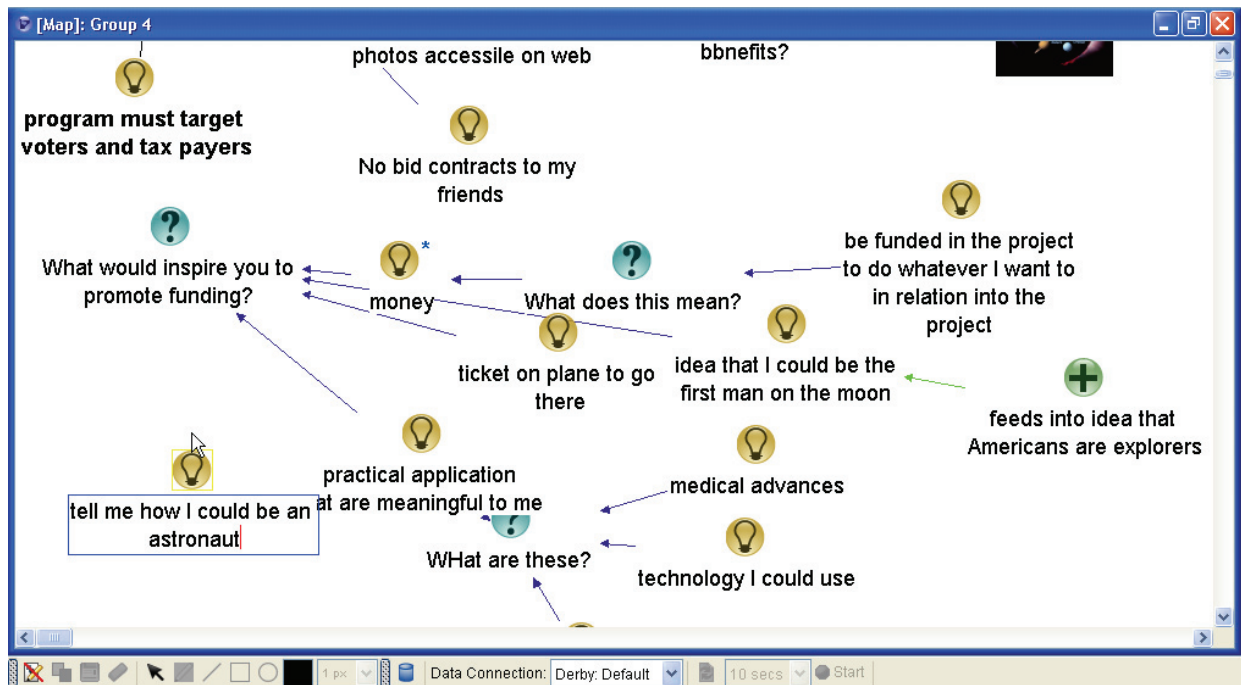 [Map]: Group 4
photos accessile on web
bbnefits?
program must target
voters and tax payers
No bid contracts to my
friends
What would inspire you to
promote funding?
money
*
What does this mean?
be funded in the project
to do whatever I want to
in relation into the
project
ticket on plane to go
there
idea that I could be the
first man on the moon
feeds into idea that
Americans are explorers
practical application
at are meaningful to me
medical advances
tell me how I could be an
astronaut
WHat are these?
technology I could use
1 px
Data Connection: Derby: Default
10 secs
Start